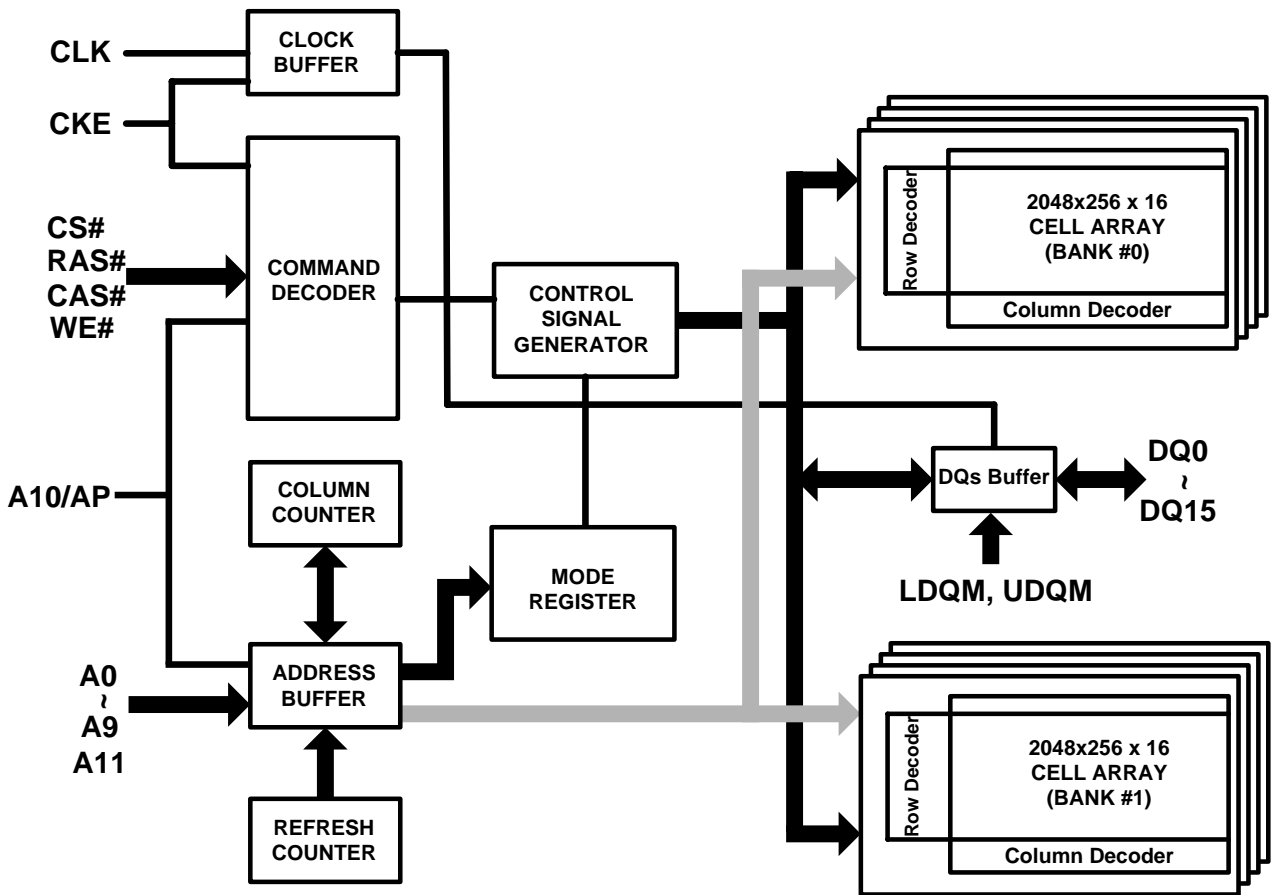 CLK
CLOCK
BUFFER
CKE
CS#
RAS#
CAS#
WE#
COMMAND
DECODER
CONTROL
SIGNAL
GENERATOR
Row Decoder
2048x256 x 16
CELL ARRAY
(BANK #0)
Column Decoder
A10/AP
COLUMN
COUNTER
MODE
REGISTER
DQs Buffer
DQ0
~
DQ15
LDQM, UDQM
A0
~
A9
A11
ADDRESS
BUFFER
REFRESH
COUNTER
Row Decoder
2048x256 x 16
CELL ARRAY
(BANK #1)
Column Decoder